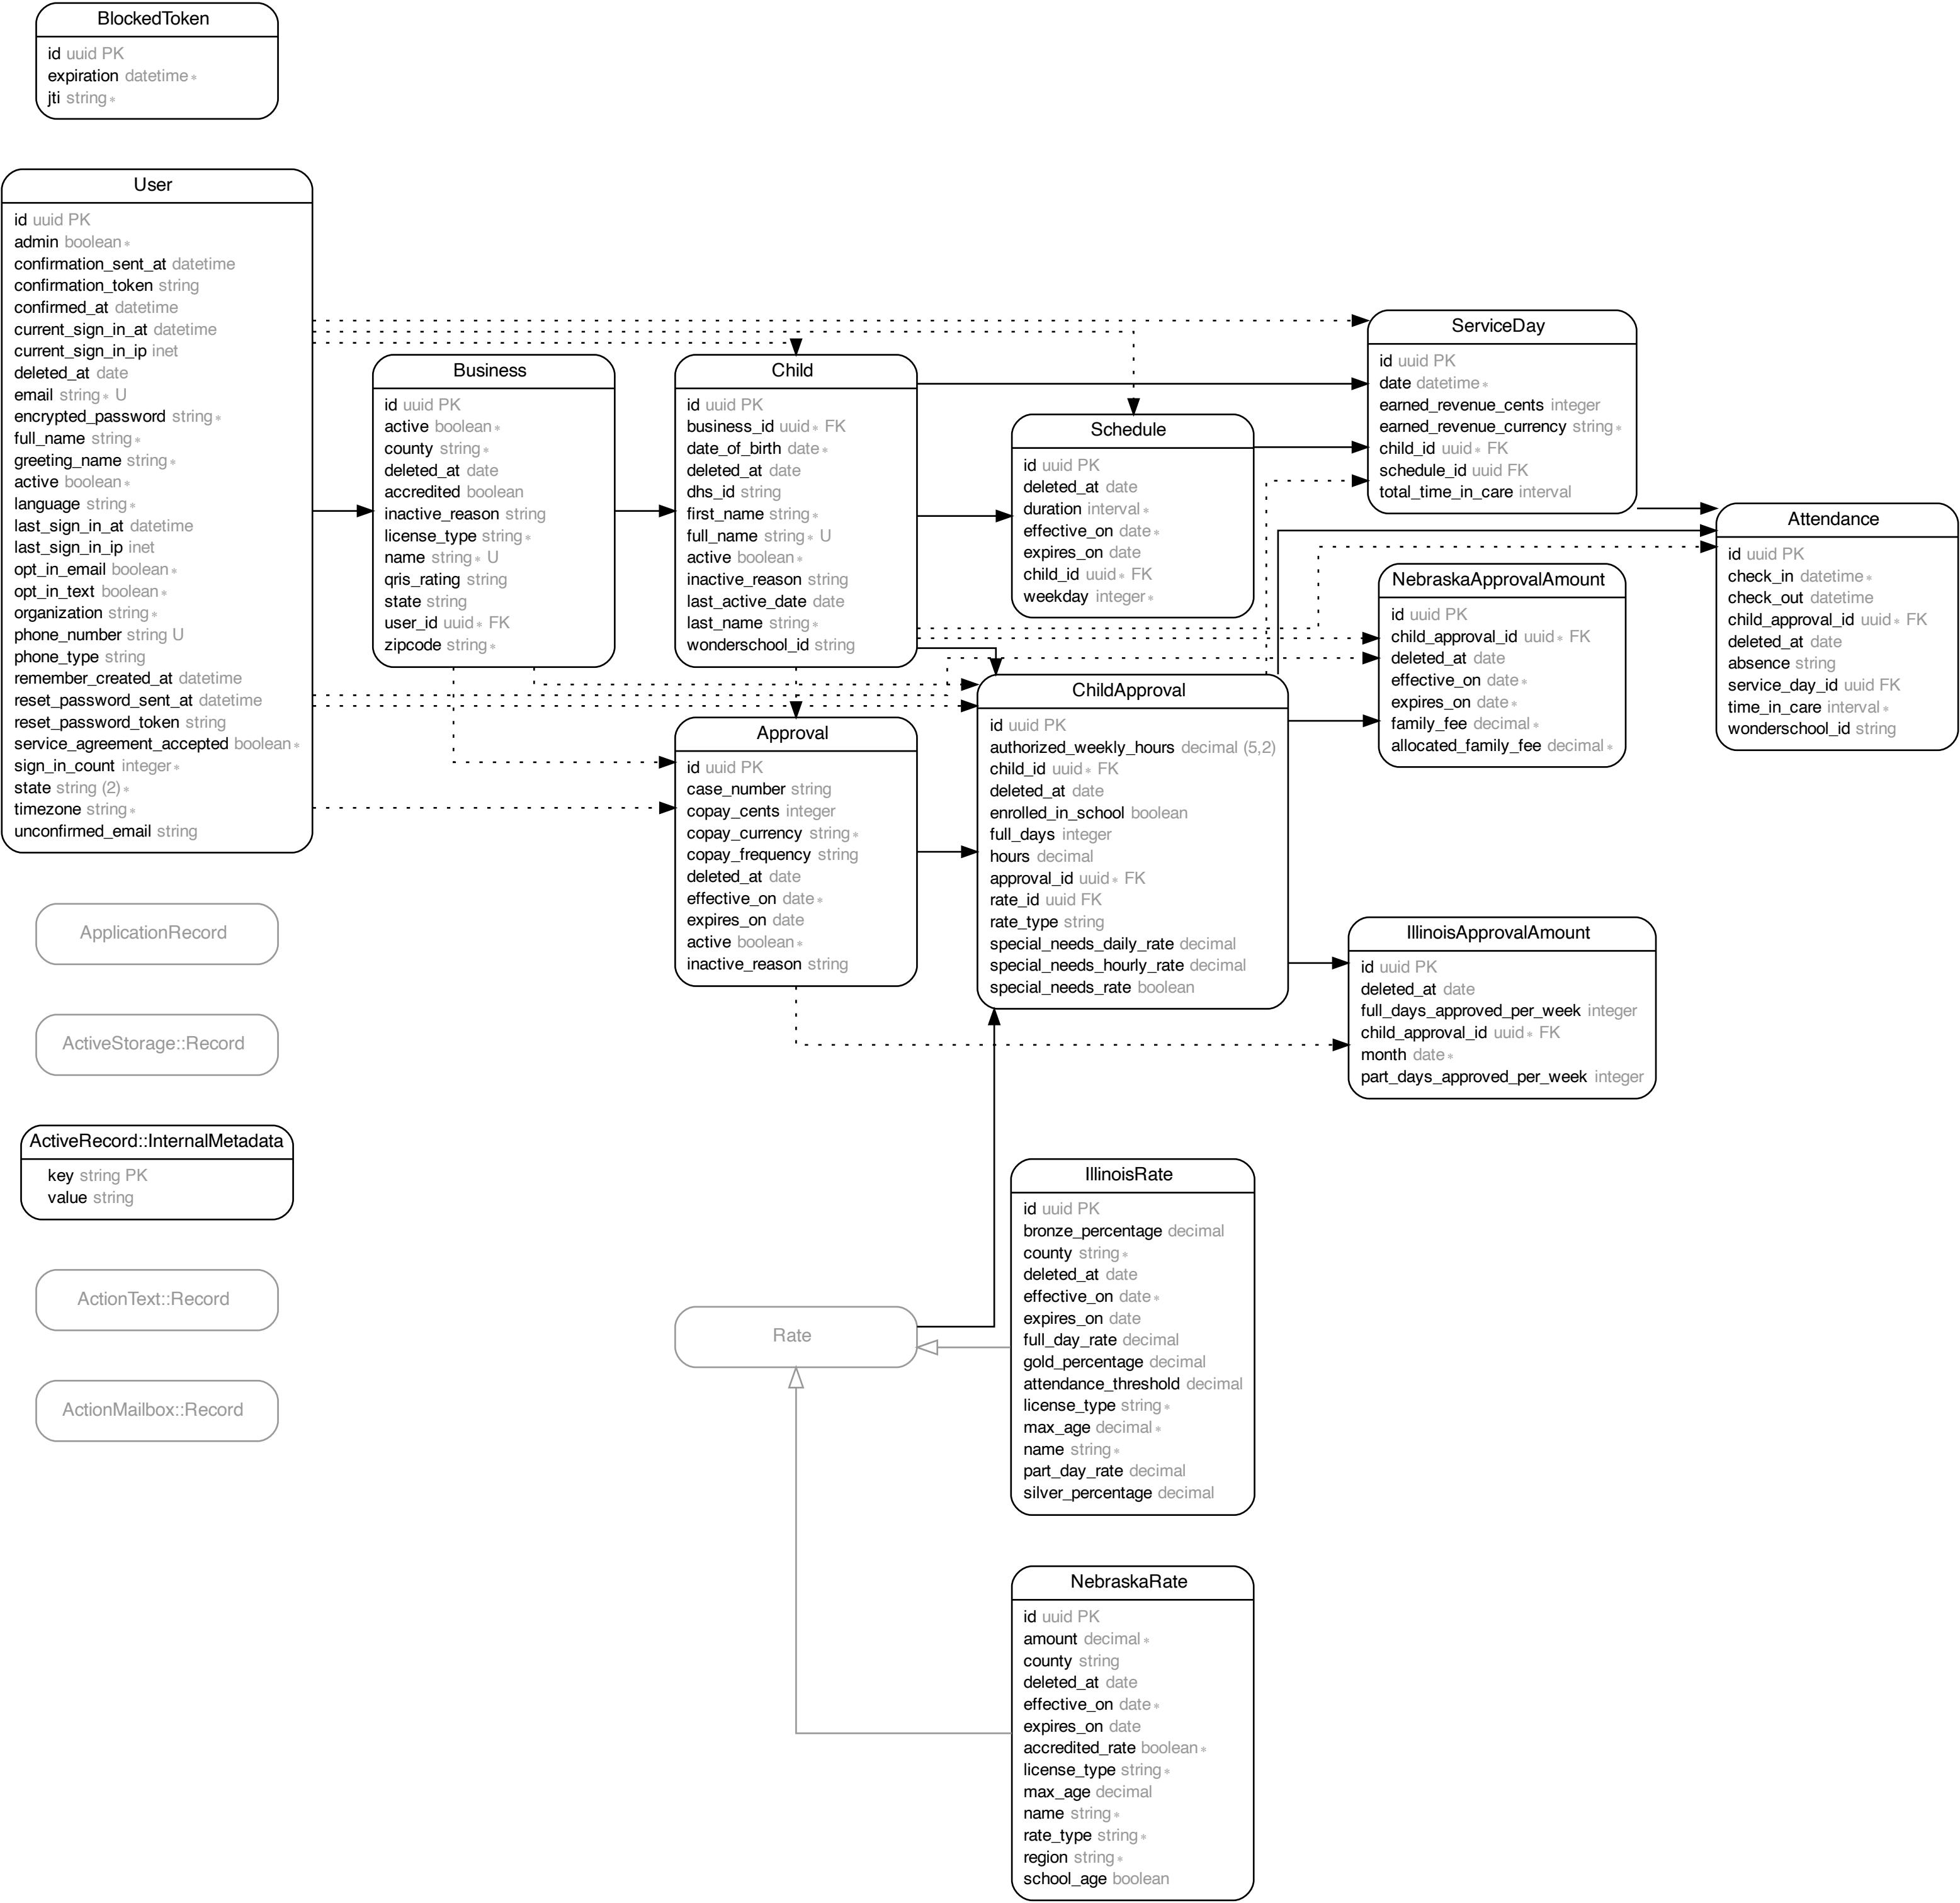 BlockedToken
id uuid PK
expiration datetime *
jti string *
User
id uuid PK
admin boolean *
confirmation_sent_at datetime
confirmation_token string
confirmed_at datetime
current_sign_in_at datetime
current_sign_in_ip inet
deleted_at date
email string * U
encrypted_password string *
full_name string *
greeting_name string *
active boolean *
language string *
last_sign_in_at datetime
last_sign_in_ip inet
opt_in_email boolean *
opt_in_text boolean *
organization string *
phone_number string U
phone_type string
remember_created_at datetime
reset_password_sent_at datetime
reset_password_token string
service_agreement_accepted boolean *
sign_in_count integer *
state string (2) *
timezone string *
unconfirmed_email string
Business
id uuid PK
active boolean *
county string *
deleted_at date
accredited boolean
inactive_reason string
license_type string *
name string * U
qris_rating string
state string
user_id uuid * FK
zipcode string *
Child
id uuid PK
business_id uuid * FK
date_of_birth date *
deleted_at date
dhs_id string
first_name string *
full_name string * U
active boolean *
inactive_reason string
last_active_date date
last_name string *
wonderschool_id string
Schedule
id uuid PK
deleted_at date
duration interval *
effective_on date *
expires_on date
child_id uuid * FK
weekday integer *
ServiceDay
id uuid PK
date datetime *
earned_revenue_cents integer
earned_revenue_currency string *
child_id uuid * FK
schedule_id uuid FK
total_time_in_care interval
Attendance
id uuid PK
check_in datetime *
check_out datetime
child_approval_id uuid * FK
deleted_at date
absence string
service_day_id uuid FK
time_in_care interval *
wonderschool_id string
NebraskaApprovalAmount
id uuid PK
child_approval_id uuid * FK
deleted_at date
effective_on date *
expires_on date *
family_fee decimal *
allocated_family_fee decimal *
Approval
id uuid PK
case_number string
copay_cents integer
copay_currency string *
copay_frequency string
deleted_at date
effective_on date *
expires_on date
active boolean *
inactive_reason string
ChildApproval
id uuid PK
authorized_weekly_hours decimal (5,2)
child_id uuid * FK
deleted_at date
enrolled_in_school boolean
full_days integer
hours decimal
approval_id uuid * FK
rate_id uuid FK
rate_type string
special_needs_daily_rate decimal
special_needs_hourly_rate decimal
special_needs_rate boolean
IllinoisApprovalAmount
id uuid PK
deleted_at date
full_days_approved_per_week integer
child_approval_id uuid * FK
month date *
part_days_approved_per_week integer
ApplicationRecord
ActiveStorage::Record
ActiveRecord::InternalMetadata
key string PK
value string
ActionText::Record
ActionMailbox::Record
Rate
IllinoisRate
id uuid PK
bronze_percentage decimal
county string *
deleted_at date
effective_on date *
expires_on date
full_day_rate decimal
gold_percentage decimal
attendance_threshold decimal
license_type string *
max_age decimal *
name string *
part_day_rate decimal
silver_percentage decimal
NebraskaRate
id uuid PK
amount decimal *
county string
deleted_at date
effective_on date *
expires_on date
accredited_rate boolean *
license_type string *
max_age decimal
name string *
rate_type string *
region string *
school_age boolean